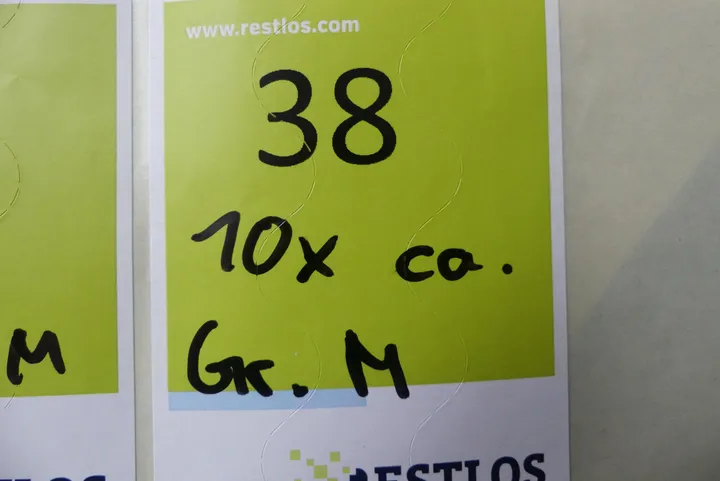 www.restlos.com
38
10x ca.
Gr. M
M
RESTLOS